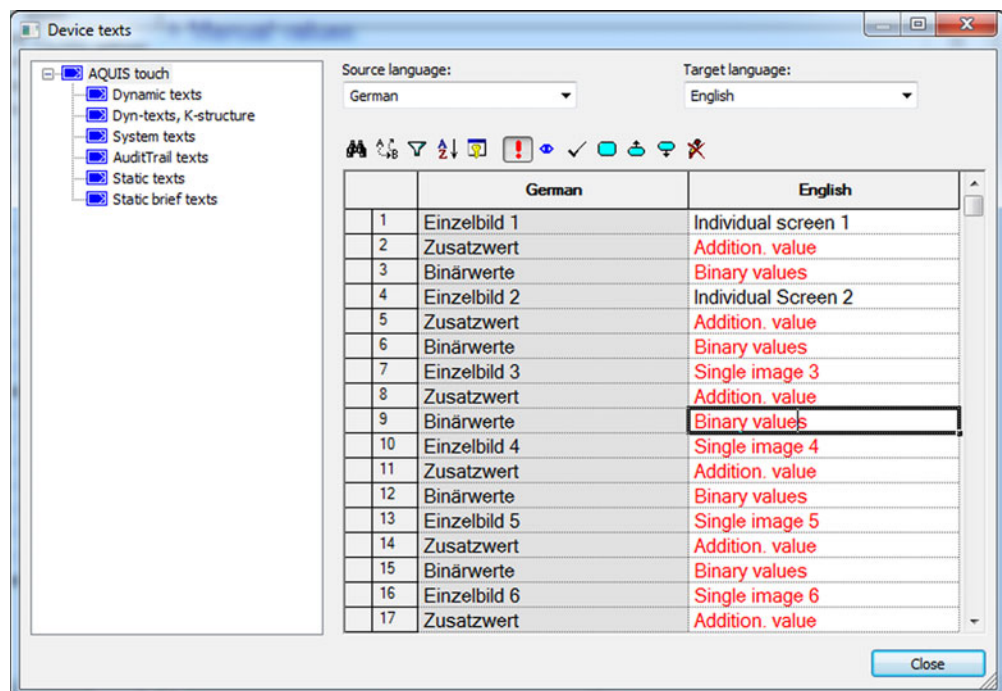 Device texts
AQUIS touch
Dynamic texts
Dyn-texts, K-structure
System texts
AuditTrail texts
Static texts
Static brief texts
Source language: Target language:
German English
German English
1 Einzelbild 1 Individual screen 1
2 Zusatzwert Addition. value
3 Binärwerte Binary values
4 Einzelbild 2 Individual Screen 2
5 Zusatzwert Addition. value
6 Binärwerte Binary values
7 Einzelbild 3 Single image 3
8 Zusatzwert Addition. value
9 Binärwerte Binary values
10 Einzelbild 4 Single image 4
11 Zusatzwert Addition. value
12 Binärwerte Binary values
13 Einzelbild 5 Single image 5
14 Zusatzwert Addition. value
15 Binärwerte Binary values
16 Einzelbild 6 Single image 6
17 Zusatzwert Addition. value
Close